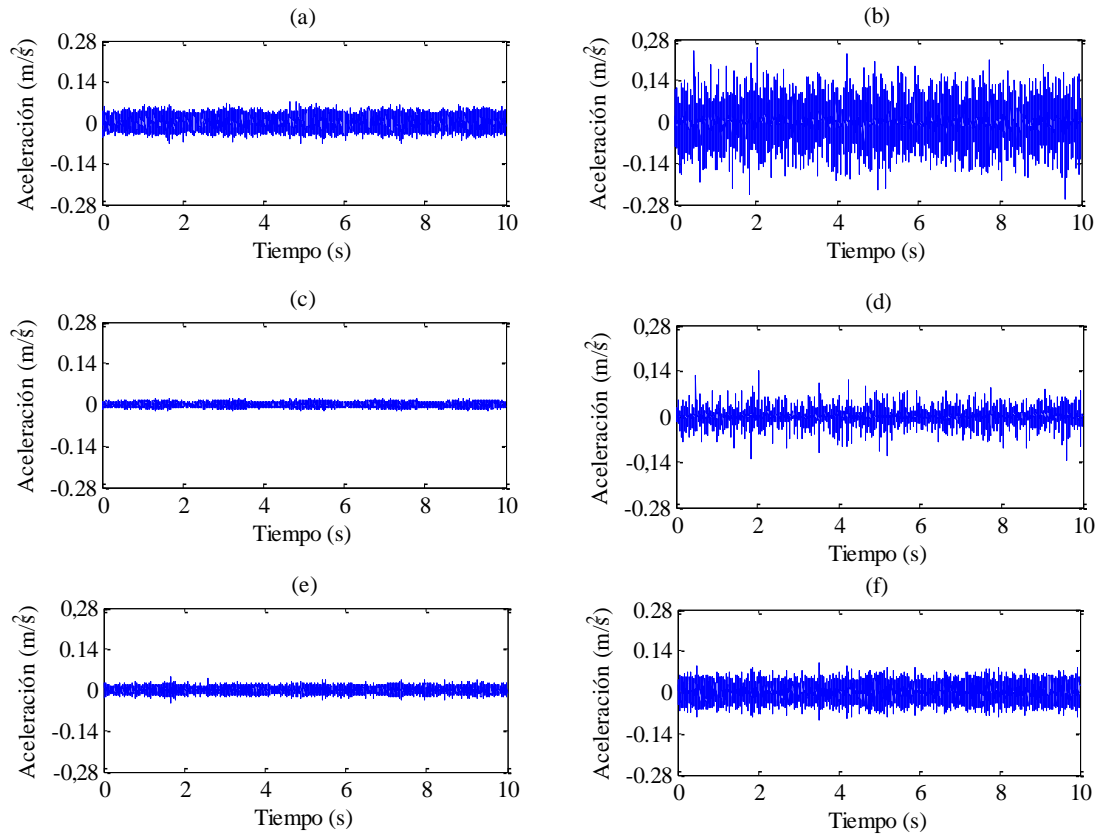 (a)
Aceleración (m/s²)
0.28
0.14
0
-0.14
-0.28
0 2 4 6 8 10
Tiempo (s)
(b)
Aceleración (m/s²)
0,28
0.14
0
-0.14
-0.28
0 2 4 6 8 10
Tiempo (s)
(c)
Aceleración (m/s²)
0.28
0.14
0
-0.14
-0.28
0 2 4 6 8 10
Tiempo (s)
(d)
Aceleración (m/s²)
0,28
0,14
0
-0.14
-0.28
0 2 4 6 8 10
Tiempo (s)
(e)
Aceleración (m/s²)
0,28
0.14
0
-0.14
-0,28
0 2 4 6 8 10
Tiempo (s)
(f)
Aceleración (m/s²)
0,28
0.14
0
-0.14
-0.28
0 2 4 6 8 10
Tiempo (s)